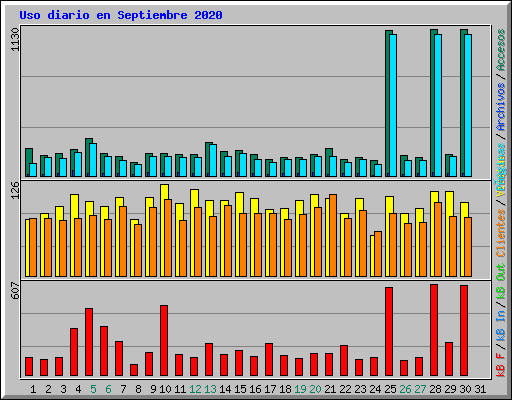 Uso diario en Septiembre 2020
1130
126
607
Accesos
/ Archivos /
Clientes /
kB F / kB In / kB Out
1 2 3 4 5 6 7 8 9 10 11 12 13 14 15 16 17 18 19 20 21 22 23 24 25 26 27 28 29 30 31